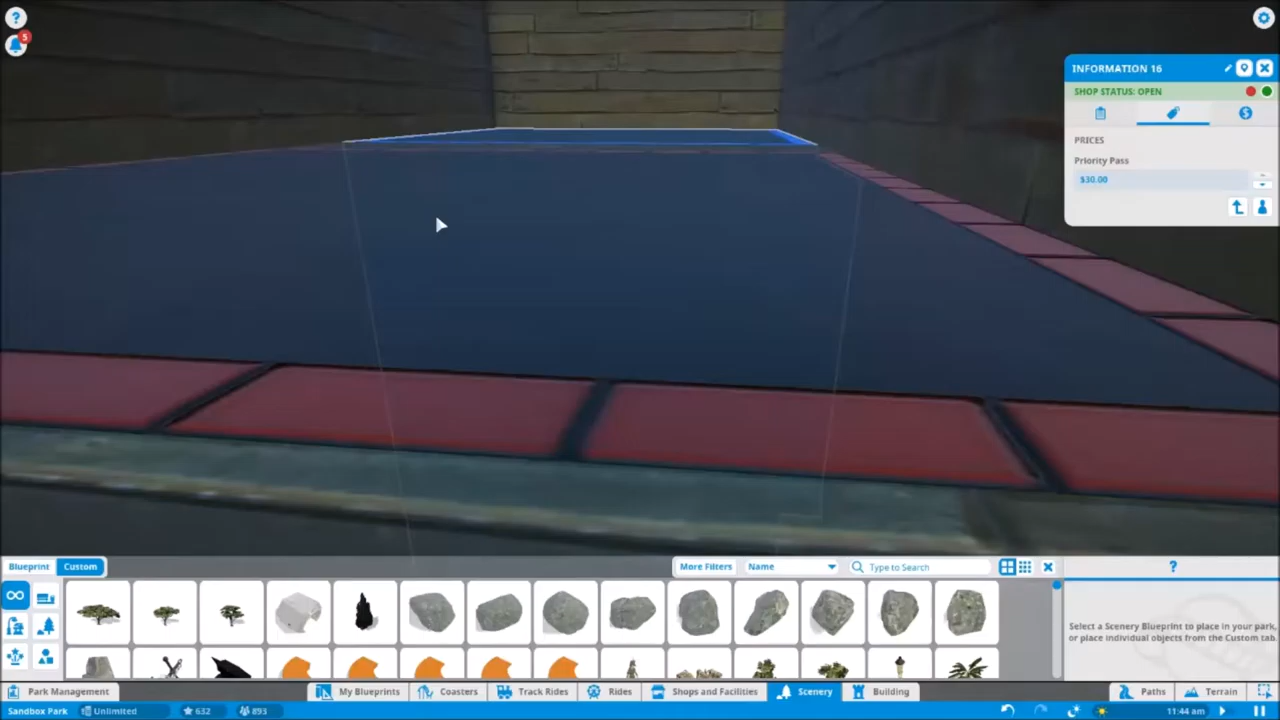 ?
5
INFORMATION 16
SHOP STATUS: OPEN
PRICES
Priority Pass
$30.00
Blueprint
Custom
More Filters
Name
Type to Search
?
Select a Scenery Blueprint to place in your park,
or place individual objects from the Custom tab.
Park Management
My Blueprints
Coasters
Track Rides
Rides
Shops and Facilities
Scenery
Building
Paths
Terrain
Sandbox Park
Unlimited
632
893
11:44 am